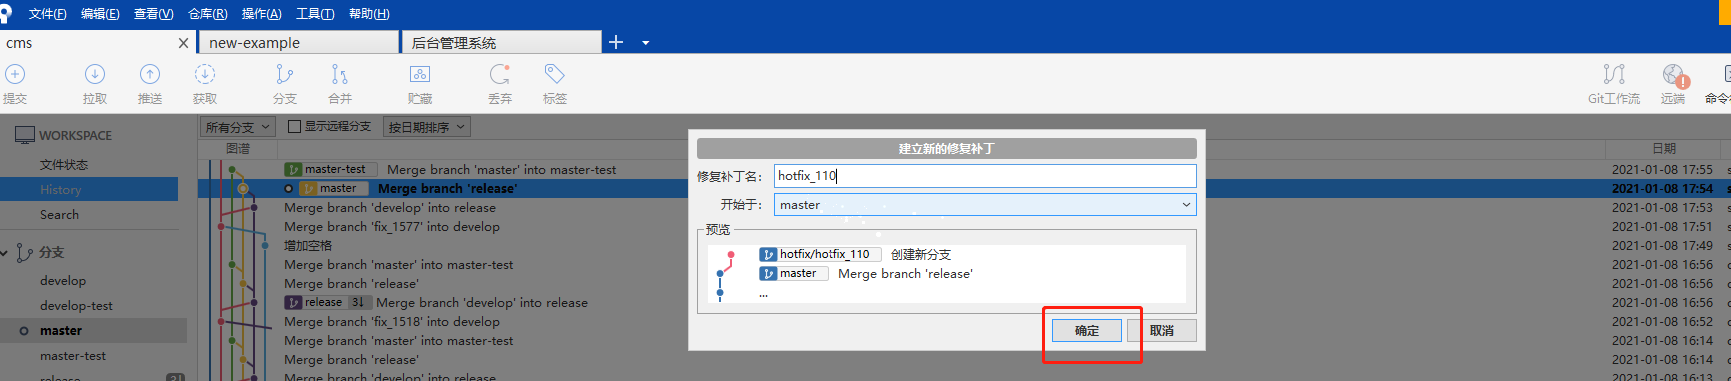 文件(F) 编辑(E) 查看(V) 仓库(R) 操作(A) 工具(T) 帮助(H)
cms new-example 后台管理系统
提交 拉取 推送 获取 分支 合并 贮藏 丢弃 标签 Git工作流 远端
WORKSPACE
文件状态
History
Search
分支
develop
develop-test
master
master-test
release 2↓
所有分支 显示远程分支 按日期排序
图谱 日期
master-test Merge branch 'master' into master-test 2021-01-08 17:55
master Merge branch 'release' 2021-01-08 17:54
Merge branch 'develop' into release 2021-01-08 17:53
Merge branch 'fix_1577' into develop 2021-01-08 17:51
增加空格 2021-01-08 17:49
Merge branch 'master' into master-test 2021-01-08 16:56
Merge branch 'release' 2021-01-08 16:56
release 3↓ Merge branch 'develop' into release 2021-01-08 16:56
Merge branch 'fix_1518' into develop 2021-01-08 16:52
Merge branch 'master' into master-test 2021-01-08 16:14
Merge branch 'release' 2021-01-08 16:14
Merge branch 'develop' into release 2021-01-08 16:13
建立新的修复补丁
修复补丁名: hotfix_110
开始于: master
预览
hotfix/hotfix_110 创建新分支
master Merge branch 'release'
...
确定 取消